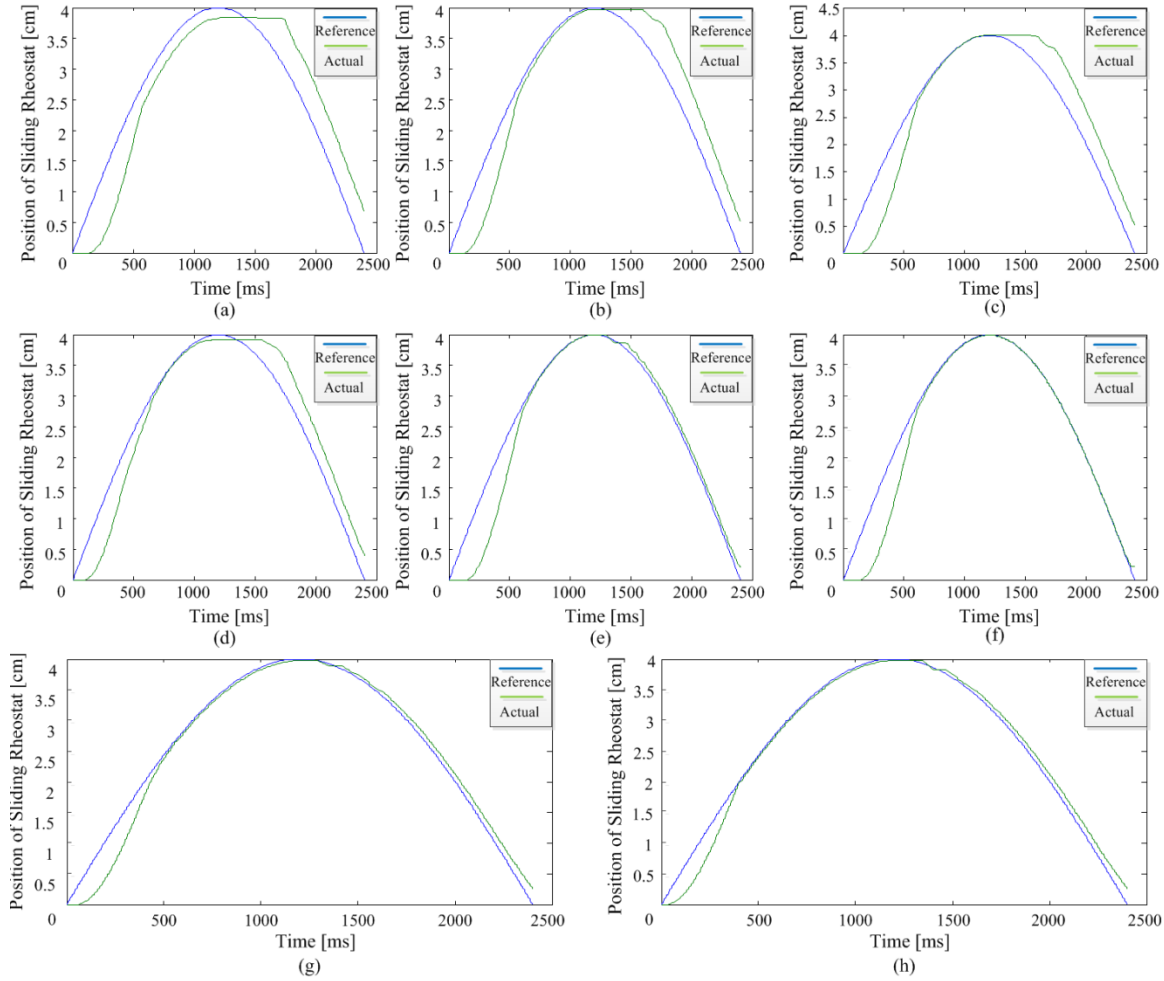 Position of Sliding Rheostat [cm]
4
3.5
3
2.5
2
1.5
1
0.5
0
500
1000
1500
2000
2500
Reference
Actual
Time [ms]
(a)
Position of Sliding Rheostat [cm]
4
3.5
3
2.5
2
1.5
1
0.5
0
500
1000
1500
2000
2500
Reference
Actual
Time [ms]
(b)
Position of Sliding Rheostat [cm]
4.5
4
3.5
3
2.5
2
1.5
1
0.5
0
500
1000
1500
2000
2500
Reference
Actual
Time [ms]
(c)
Position of Sliding Rheostat [cm]
4
3.5
3
2.5
2
1.5
1
0.5
0
500
1000
1500
2000
2500
Reference
Actual
Time [ms]
(d)
Position of Sliding Rheostat [cm]
4
3.5
3
2.5
2
1.5
1
0.5
0
500
1000
1500
2000
2500
Reference
Actual
Time [ms]
(e)
Position of Sliding Rheostat [cm]
4
3.5
3
2.5
2
1.5
1
0.5
0
500
1000
1500
2000
2500
Reference
Actual
Time [ms]
(f)
Position of Sliding Rheostat [cm]
4
3.5
3
2.5
2
1.5
1
0.5
0
500
1000
1500
2000
2500
Reference
Actual
Time [ms]
(g)
Position of Sliding Rheostat [cm]
4
3.5
3
2.5
2
1.5
1
0.5
0
500
1000
1500
2000
2500
Reference
Actual
Time [ms]
(h)